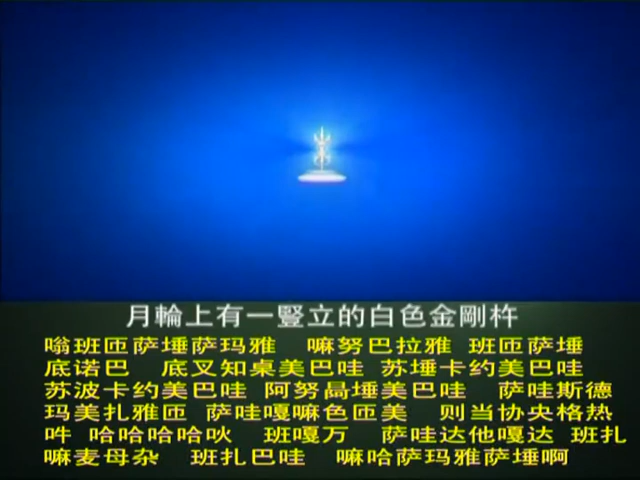 月輪上有一豎立的白色金剛杵
嗡班匝萨埵萨玛雅　嘛努巴拉雅 班匝萨埵
底诺巴　底叉知桌美巴哇 苏埵卡约美巴哇
苏波卡约美巴哇 阿努晑埵美巴哇　萨哇斯德
玛美扎雅匝 萨哇嘎嘛色匝美　则当协央格热
吽 哈哈哈哈伙　班嘎万　萨哇达他嘎达 班扎
嘛麦母杂　班扎巴哇　嘛哈萨玛雅萨埵啊